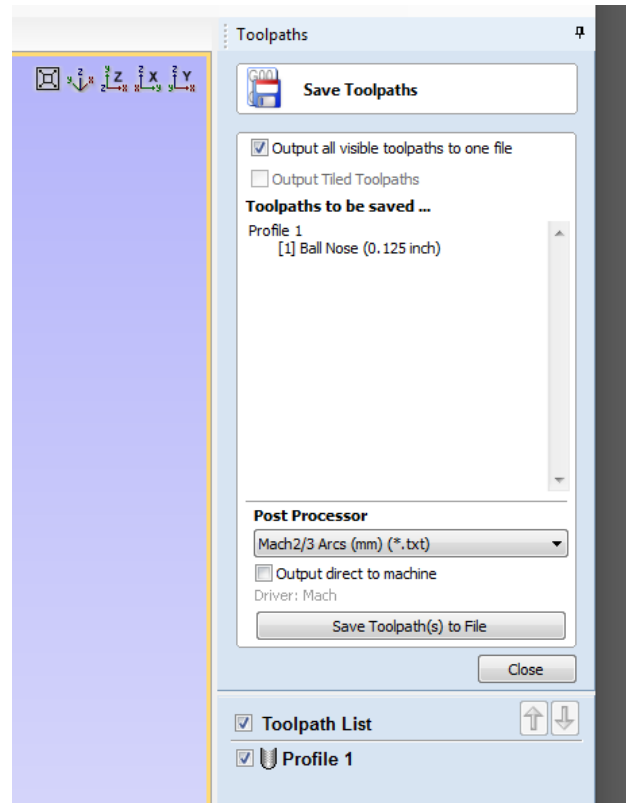 Toolpaths
Save Toolpaths
Output all visible toolpaths to one file
Output Tiled Toolpaths
Toolpaths to be saved ...
Profile 1
[1] Ball Nose (0.125 inch)
Post Processor
Mach2/3 Arcs (mm) (*.txt)
Output direct to machine
Driver: Mach
Save Toolpath(s) to File
Close
Toolpath List
Profile 1